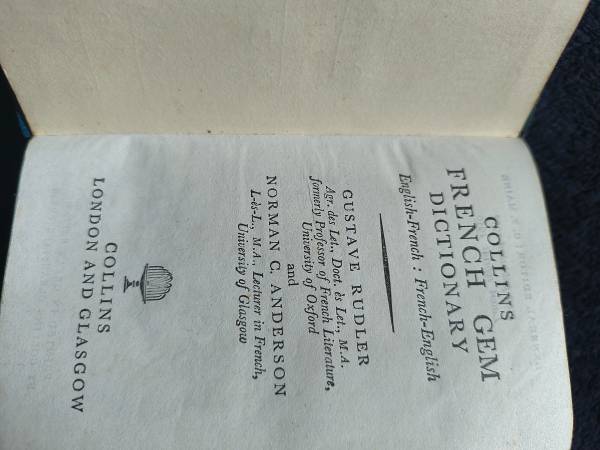 COLLINS
FRENCH GEM
DICTIONARY
English-French : French-English
GUSTAVE RUDLER
Agr. des Let., Doct. ès Let., M.A.
formerly Professor of French Literature,
University of Oxford
and
NORMAN C. ANDERSON
L-ès-L., M.A., Lecturer in French,
University of Glasgow
COLLINS
LONDON AND GLASGOW